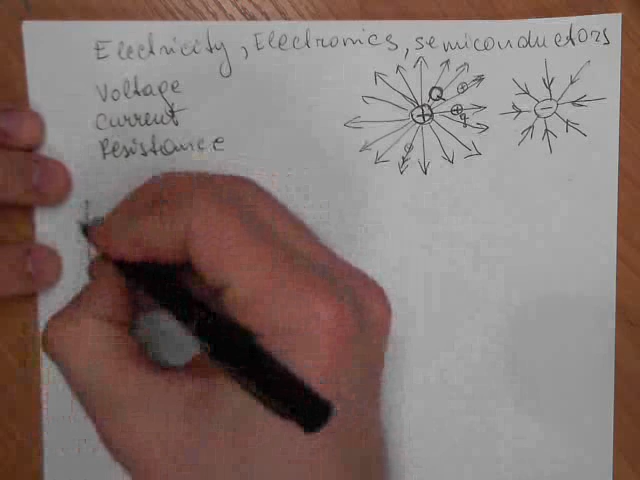 Electricity, Electronics, semiconductors
Voltage
Current
Resistance
Q
+
q
-